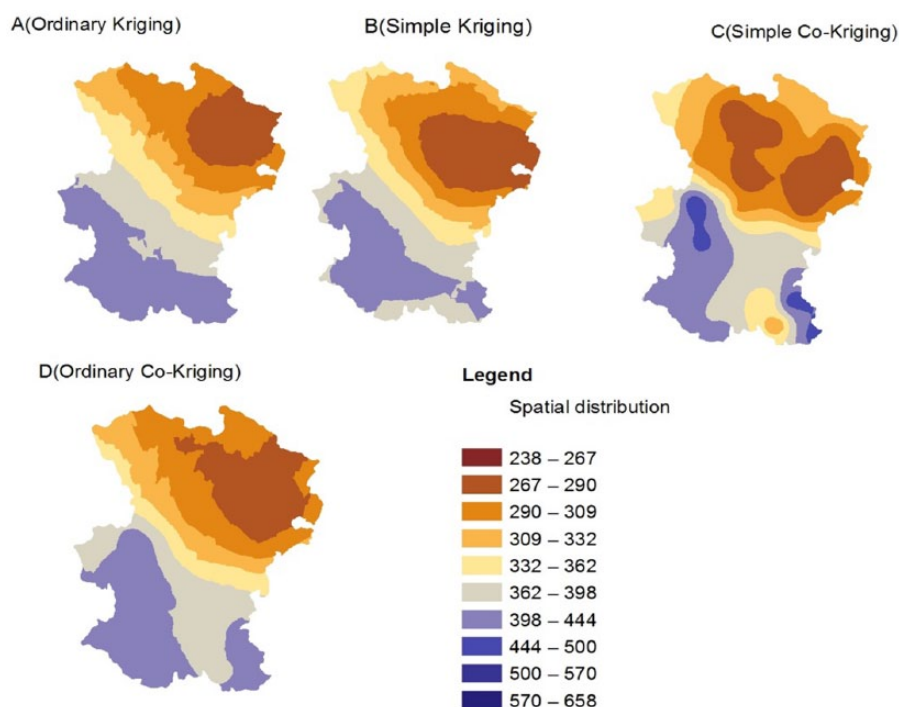 A(Ordinary Kriging)
B(Simple Kriging)
C(Simple Co-Kriging)
D(Ordinary Co-Kriging)
Legend
Spatial distribution
238 – 267
267 – 290
290 – 309
309 – 332
332 – 362
362 – 398
398 – 444
444 – 500
500 – 570
570 – 658